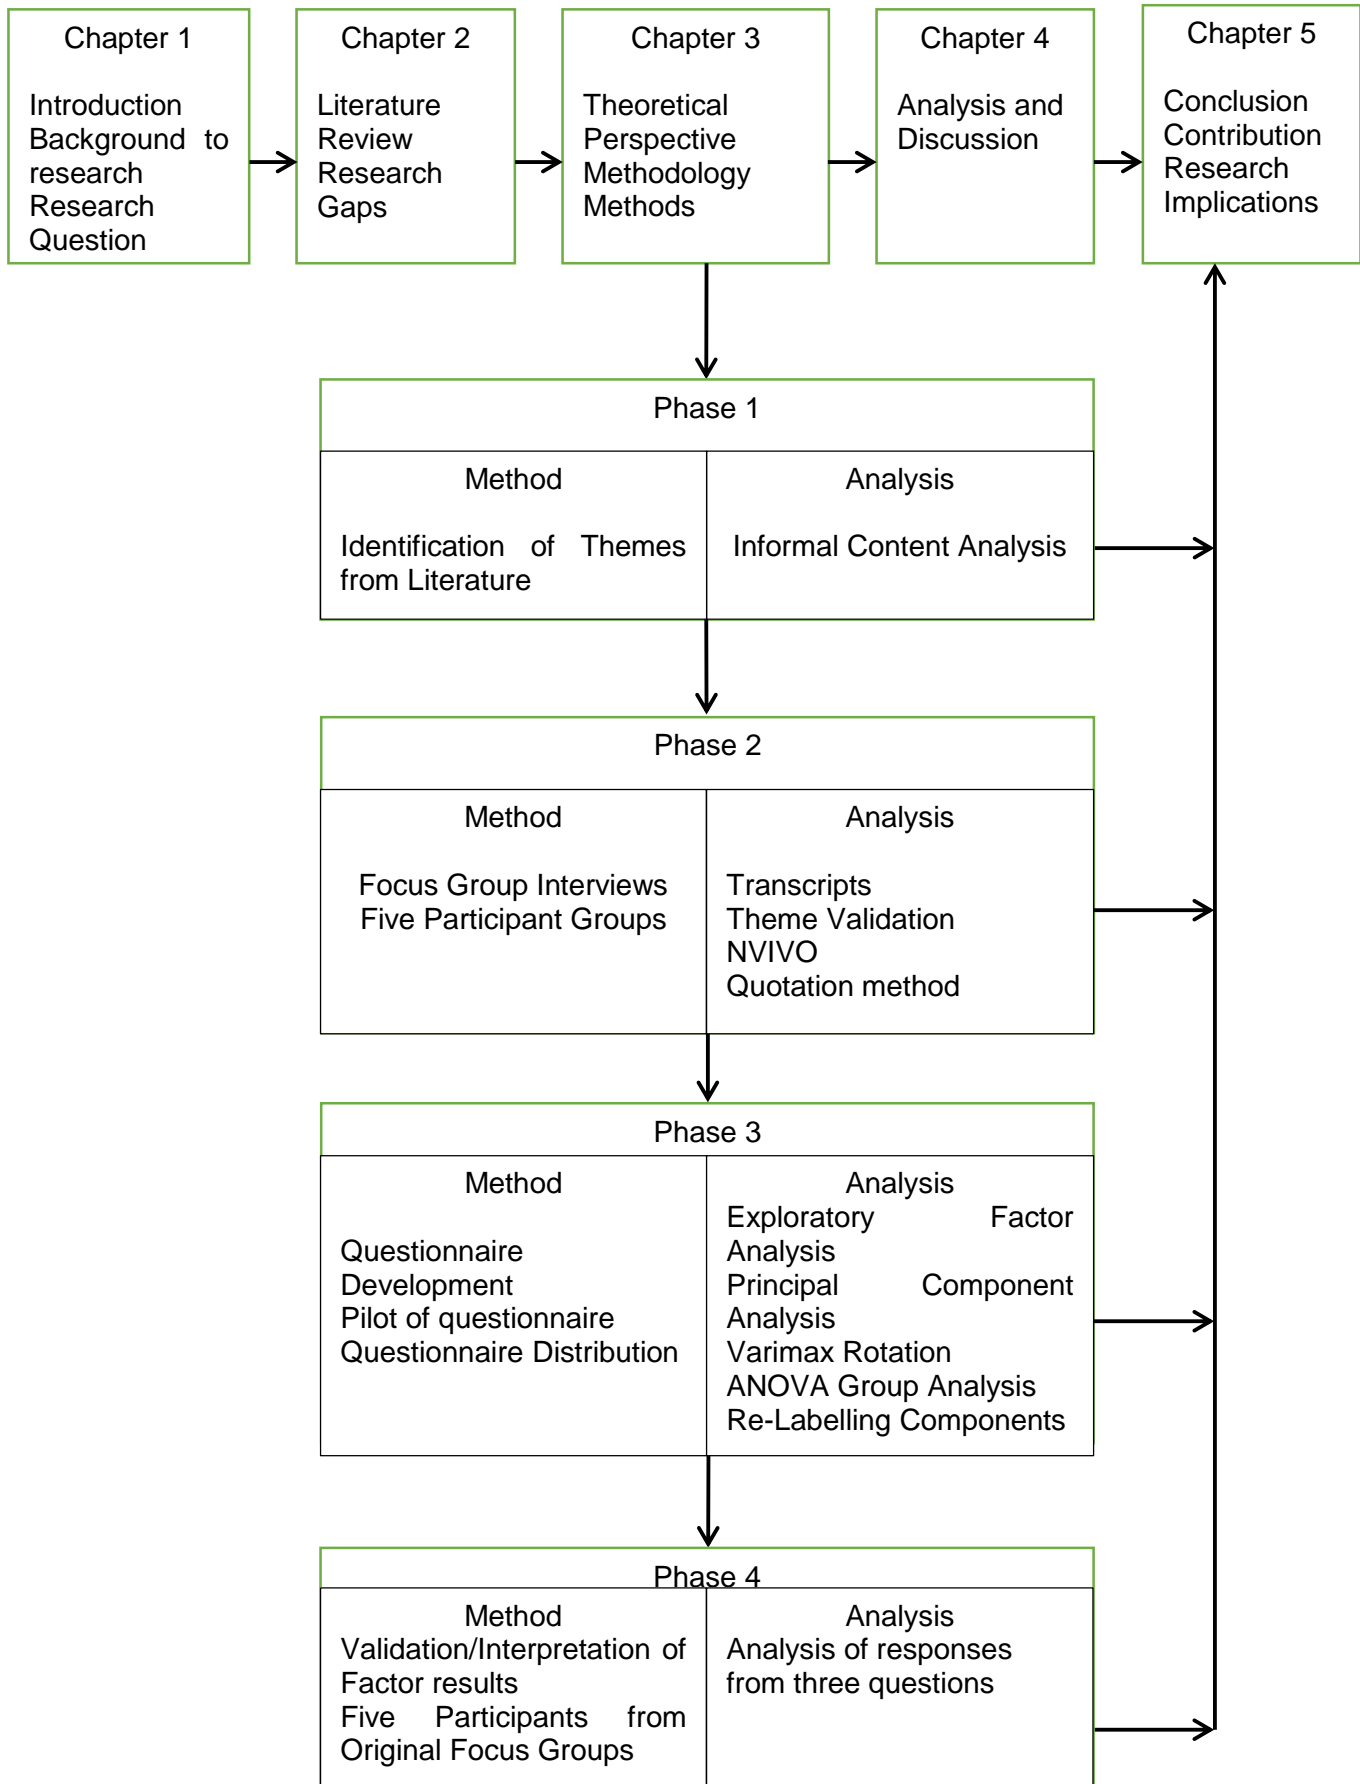 Chapter 1
Introduction
Background to
research
Research
Question
Chapter 2
Literature
Review
Research
Gaps
Chapter 3
Theoretical
Perspective
Methodology
Methods
Chapter 4
Analysis and
Discussion
Chapter 5
Conclusion
Contribution
Research
Implications
Phase 1
Method
Identification of Themes
from Literature
Analysis
Informal Content Analysis
Phase 2
Method
Focus Group Interviews
Five Participant Groups
Analysis
Transcripts
Theme Validation
NVIVO
Quotation method
Phase 3
Method
Questionnaire
Development
Pilot of questionnaire
Questionnaire Distribution
Analysis
Exploratory Factor
Analysis
Principal Component
Analysis
Varimax Rotation
ANOVA Group Analysis
Re-Labelling Components
Phase 4
Method
Validation/Interpretation of
Factor results
Five Participants from
Original Focus Groups
Analysis
Analysis of responses
from three questions